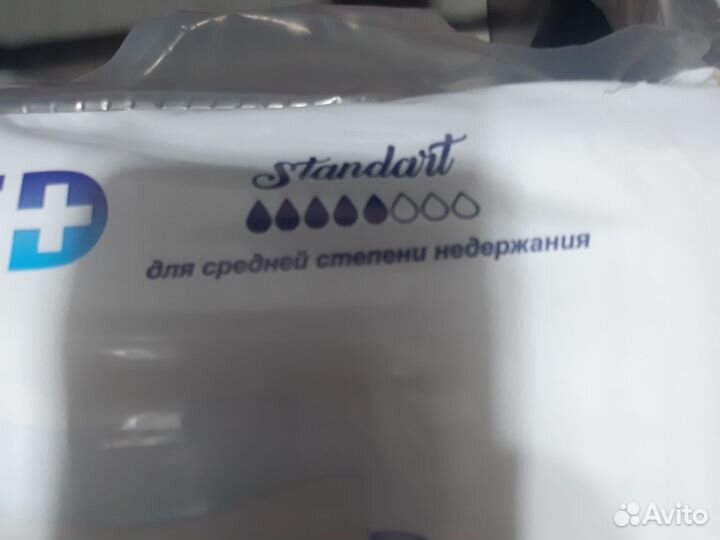 Standart
D
для средней степени недержания
Avito